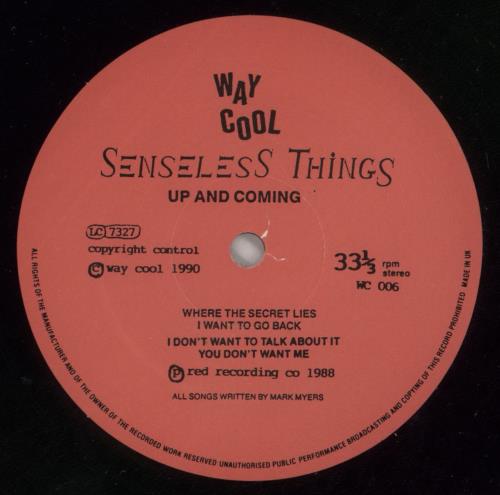 WAY
COOL
SENSELESS THINGS
UP AND COMING
LC 7327
copyright control
© way cool 1990
33⅓ rpm
stereo
WC 006
WHERE THE SECRET LIES
I WANT TO GO BACK
I DON'T WANT TO TALK ABOUT IT
YOU DON'T WANT ME
℗ red recording co 1988
ALL SONGS WRITTEN BY MARK MYERS
ALL RIGHTS OF THE MANUFACTURER AND OF THE OWNER OF THE RECORDED WORK RESERVED UNAUTHORISED PUBLIC PERFORMANCE BROADCASTING AND COPYING OF THIS RECORD PROHIBITED MADE IN UK